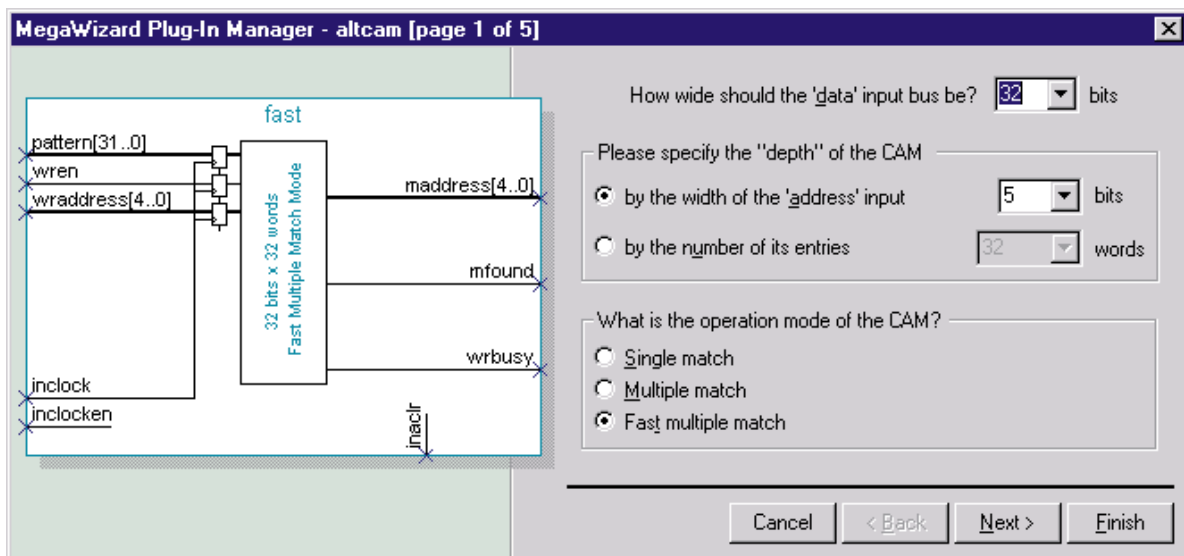 MegaWizard Plug-In Manager - altcam [page 1 of 5]
fast
pattern[31..0]
wren
wraddress[4..0]
32 bits x 32 words
Fast Multiple Match Mode
maddress[4..0]
mfound
wrbusy
inclock
inclocken
inaclr
How wide should the 'data' input bus be? 32 bits
Please specify the "depth" of the CAM
by the width of the 'address' input 5 bits
by the number of its entries 32 words
What is the operation mode of the CAM?
Single match
Multiple match
Fast multiple match
Cancel < Back Next > Finish